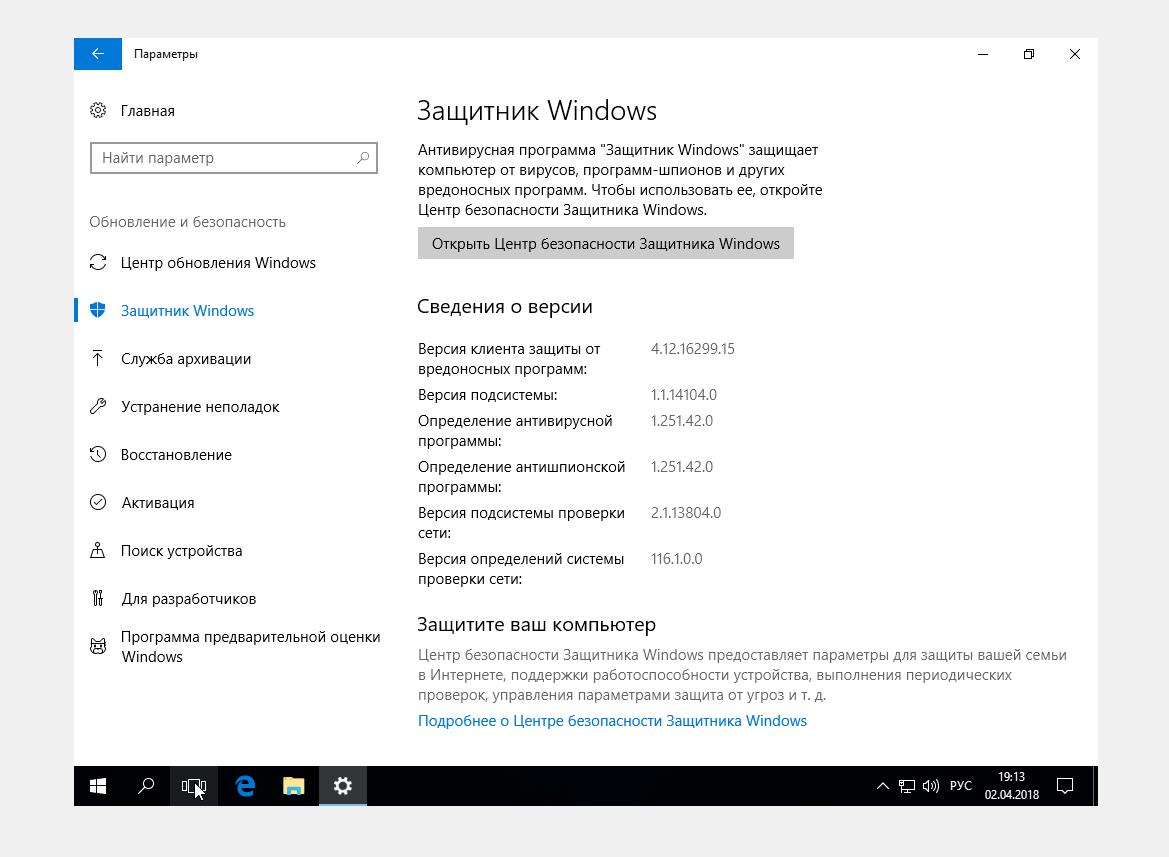 Параметры
Главная
Найти параметр
Обновление и безопасность
Центр обновления Windows
Защитник Windows
Служба архивации
Устранение неполадок
Восстановление
Активация
Поиск устройства
Для разработчиков
Программа предварительной оценки
Windows
Защитник Windows
Антивирусная программа "Защитник Windows" защищает
компьютер от вирусов, программ-шпионов и других
вредоносных программ. Чтобы использовать ее, откройте
Центр безопасности Защитника Windows.
Открыть Центр безопасности Защитника Windows
Сведения о версии
Версия клиента защиты от 4.12.16299.15
вредоносных программ:
Версия подсистемы: 1.1.14104.0
Определение антивирусной 1.251.42.0
программы:
Определение антишпионской 1.251.42.0
программы:
Версия подсистемы проверки 2.1.13804.0
сети:
Версия определений системы 116.1.0.0
проверки сети:
Защитите ваш компьютер
Центр безопасности Защитника Windows предоставляет параметры для защиты вашей семьи
в Интернете, поддержки работоспособности устройства, выполнения периодических
проверок, управления параметрами защита от угроз и т. д.
Подробнее о Центре безопасности Защитника Windows
РУС
19:13
02.04.2018